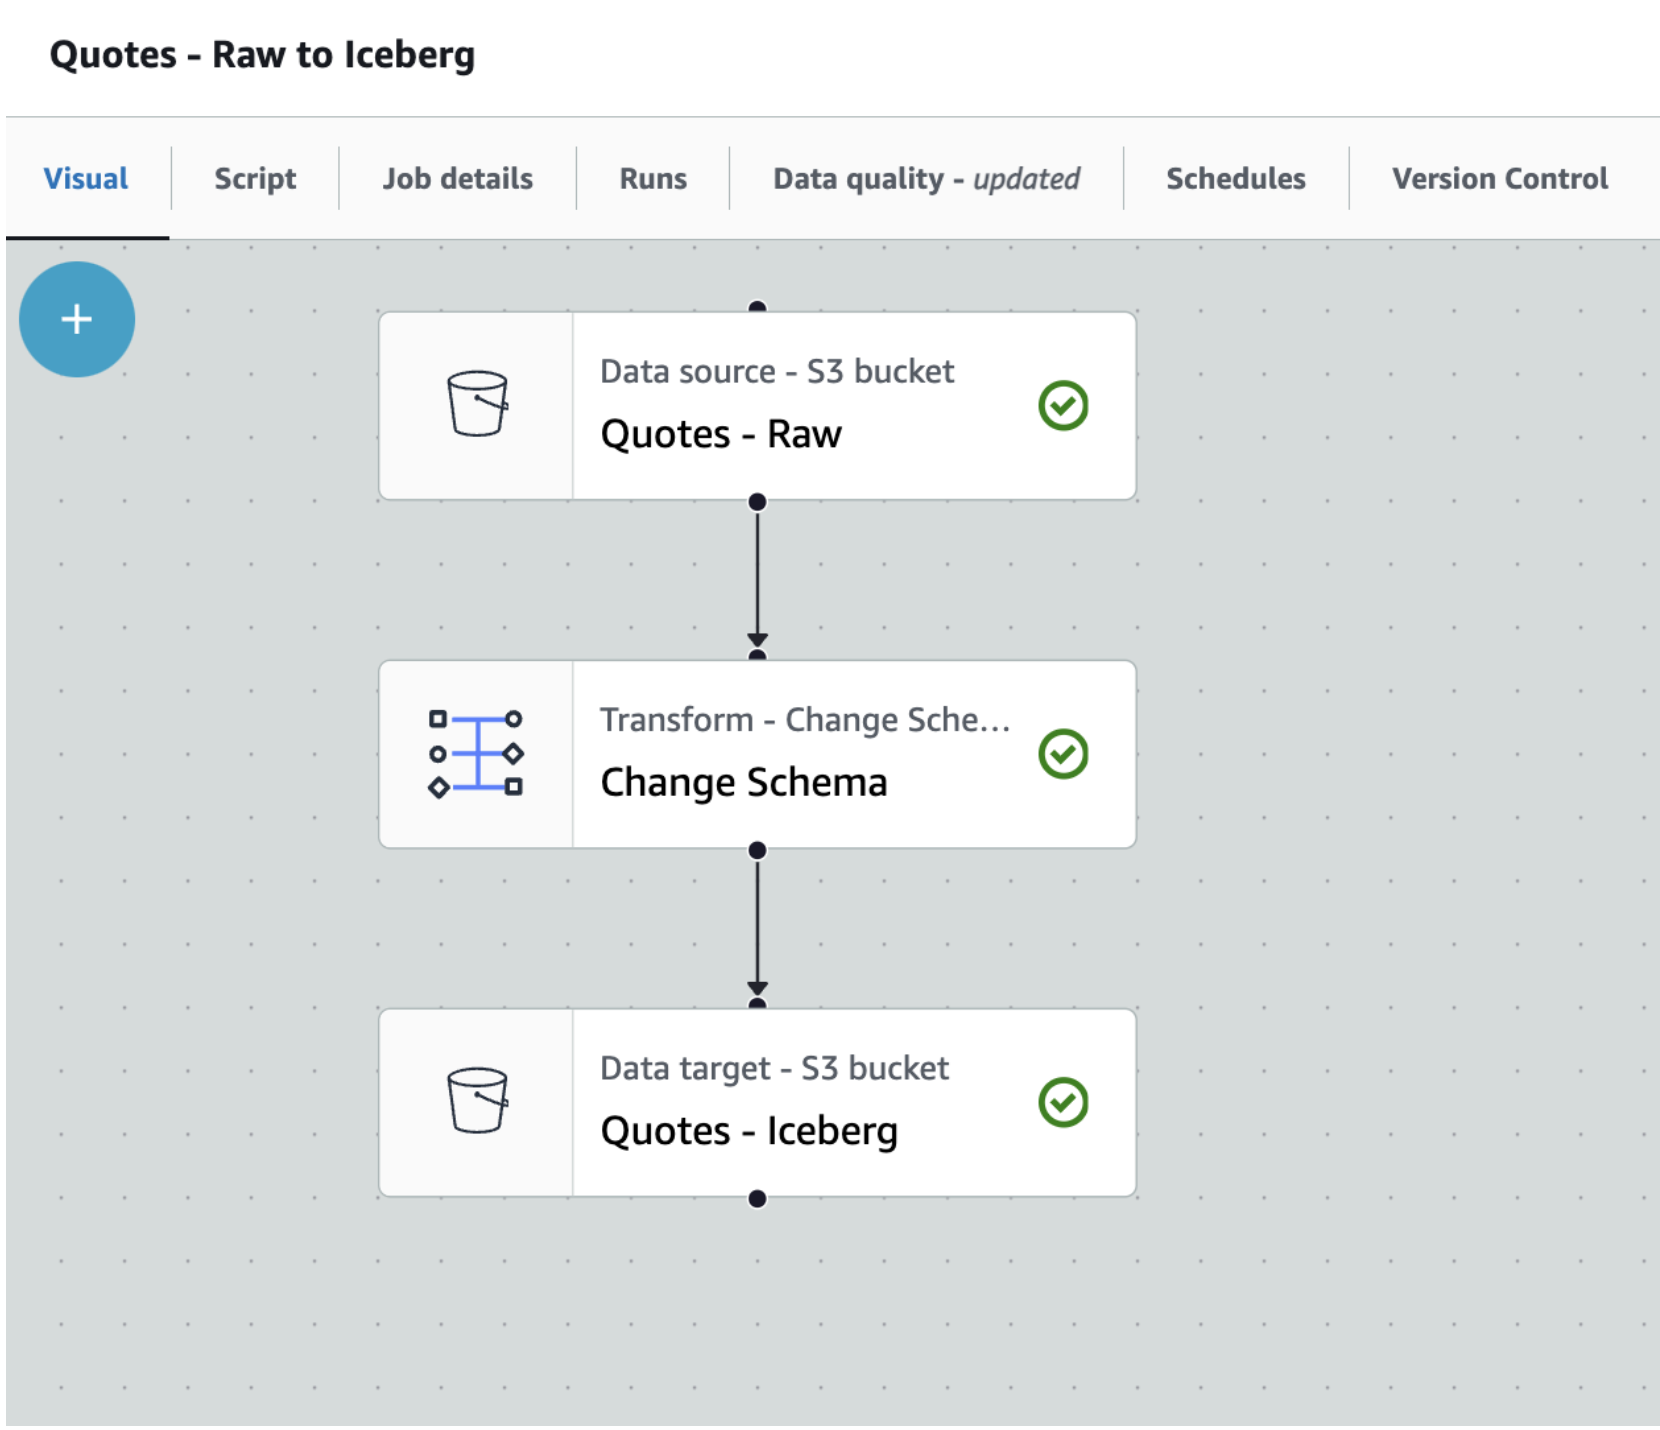 Quotes - Raw to Iceberg
Visual
Script
Job details
Runs
Data quality - updated
Schedules
Version Control
+
Data source - S3 bucket
Quotes - Raw
Transform - Change Sche...
Change Schema
Data target - S3 bucket
Quotes - Iceberg